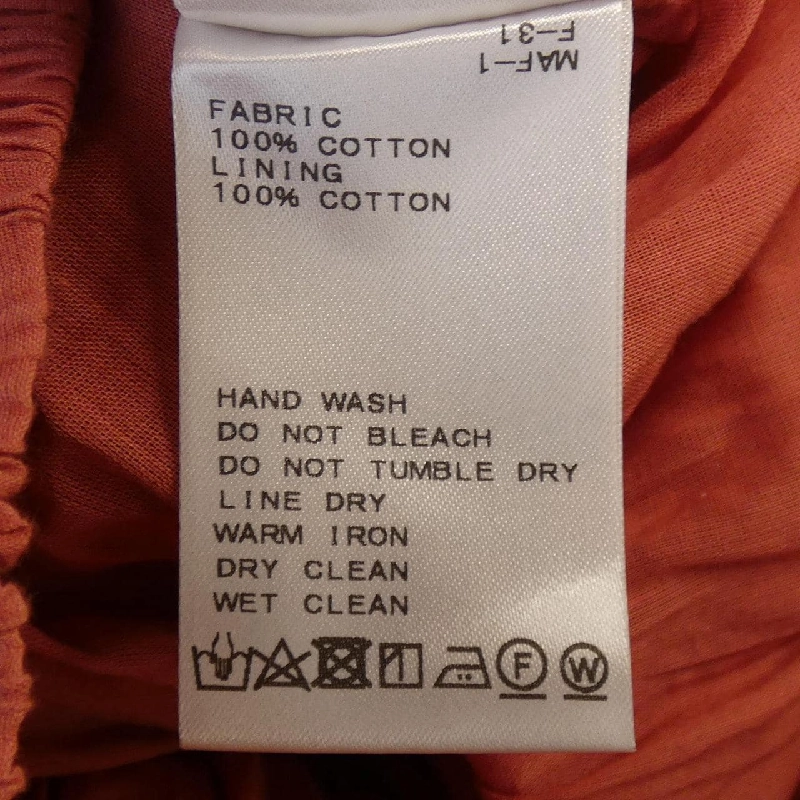 F-31
MAF-1
FABRIC
100% COTTON
LINING
100% COTTON
HAND WASH
DO NOT BLEACH
DO NOT TUMBLE DRY
LINE DRY
WARM IRON
DRY CLEAN
WET CLEAN
F W